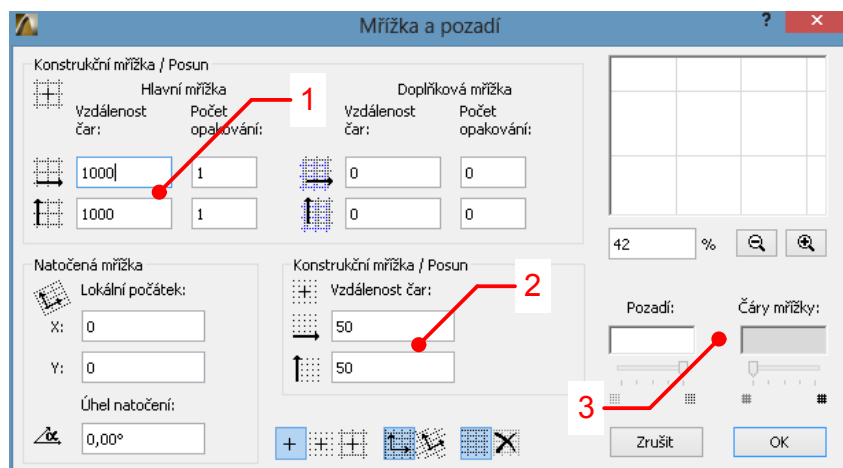 Mřížka a pozadí
?
×
Konstrukční mřížka / Posun
Hlavní mřížka
Doplňková mřížka
Vzdálenost čar:
Počet opakování:
Vzdálenost čar:
Počet opakování:
1
1000
1
0
0
1000
1
0
0
42
%
Natočená mřížka
Lokální počátek:
X:
0
Y:
0
Úhel natočení:
α
0,00°
Konstrukční mřížka / Posun
Vzdálenost čar:
2
50
50
Pozadí:
Čáry mřížky:
3
Zrušit
OK